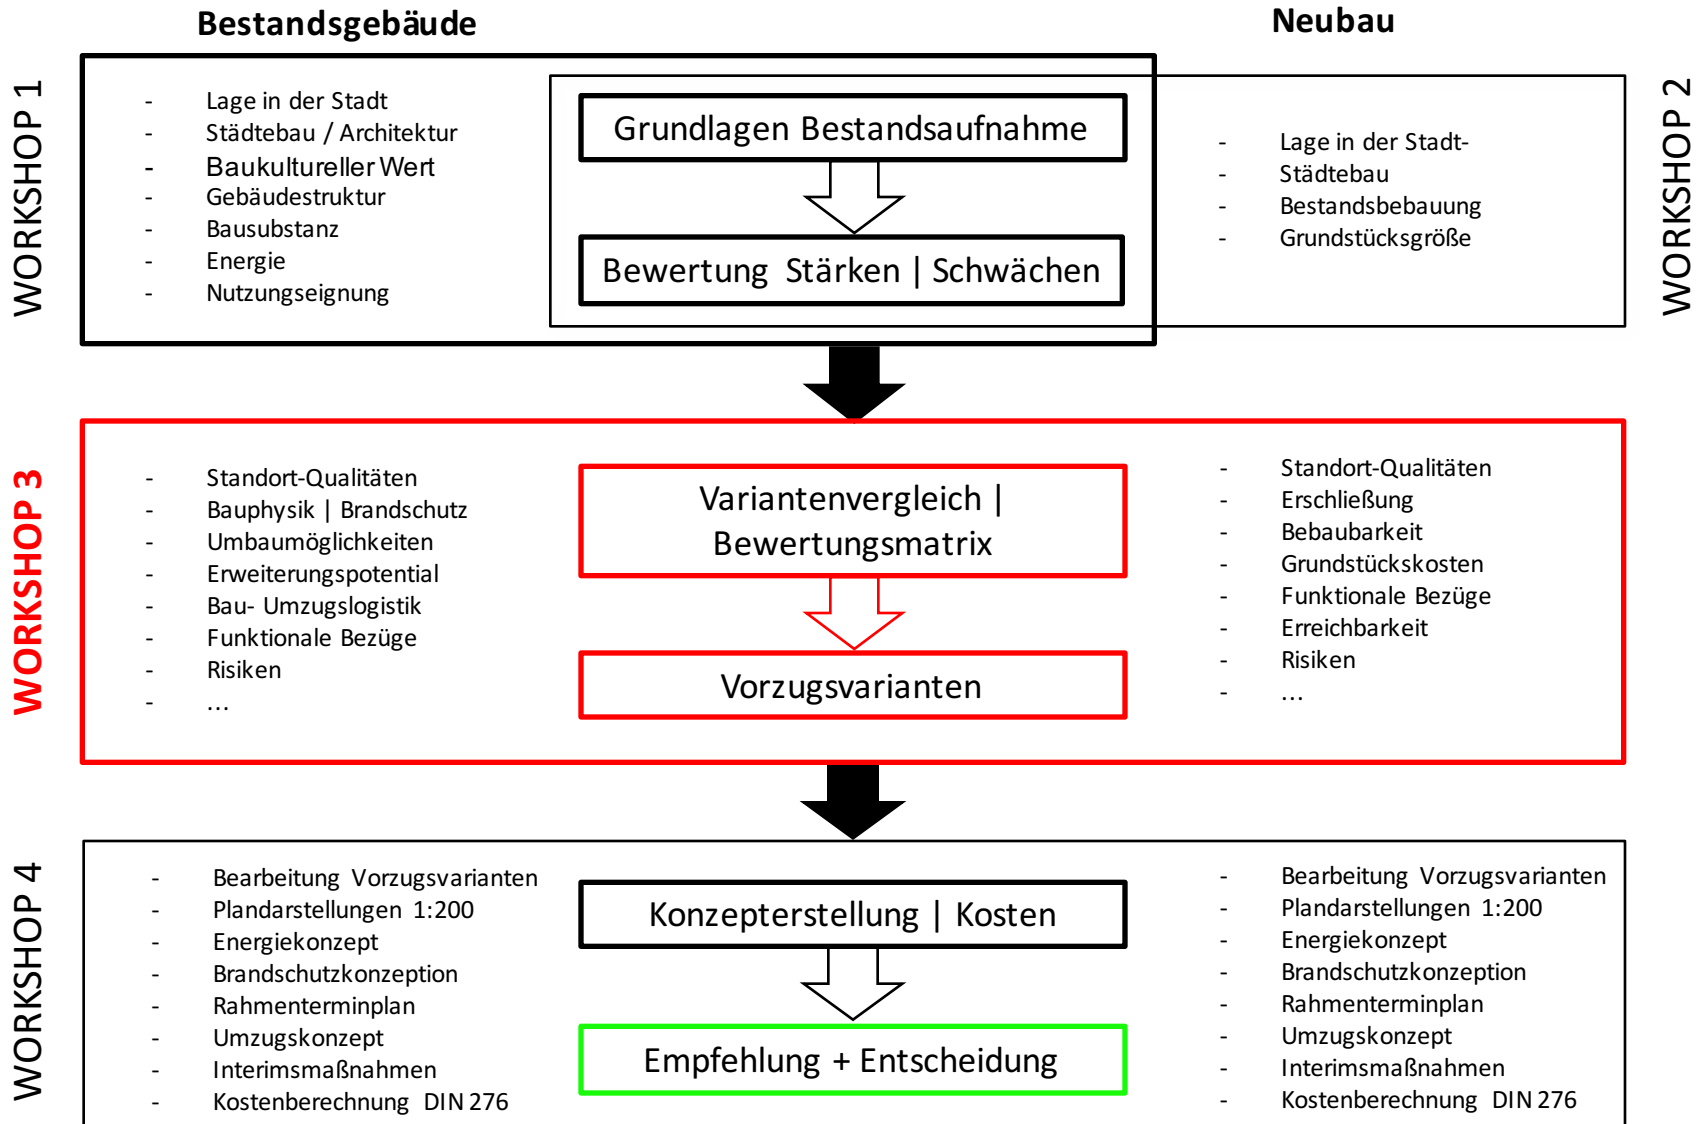 Bestandsgebäude
Neubau
WORKSHOP 1
- Lage in der Stadt
- Städtebau / Architektur
- Baukultureller Wert
- Gebäudestruktur
- Bausubstanz
- Energie
- Nutzungseignung
Grundlagen Bestandsaufnahme
Bewertung Stärken | Schwächen
- Lage in der Stadt-
- Städtebau
- Bestandsbebauung
- Grundstücksgröße
WORKSHOP 2
WORKSHOP 3
- Standort-Qualitäten
- Bauphysik | Brandschutz
- Umbaumöglichkeiten
- Erweiterungspotential
- Bau- Umzugslogistik
- Funktionale Bezüge
- Risiken
- ...
Variantenvergleich |
Bewertungsmatrix
Vorzugsvarianten
- Standort-Qualitäten
- Erschließung
- Bebaubarkeit
- Grundstückskosten
- Funktionale Bezüge
- Erreichbarkeit
- Risiken
- ...
WORKSHOP 4
- Bearbeitung Vorzugsvarianten
- Plandarstellungen 1:200
- Energiekonzept
- Brandschutzkonzeption
- Rahmenterminplan
- Umzugskonzept
- Interimsmaßnahmen
- Kostenberechnung DIN 276
Konzepterstellung | Kosten
Empfehlung + Entscheidung
- Bearbeitung Vorzugsvarianten
- Plandarstellungen 1:200
- Energiekonzept
- Brandschutzkonzeption
- Rahmenterminplan
- Umzugskonzept
- Interimsmaßnahmen
- Kostenberechnung DIN 276